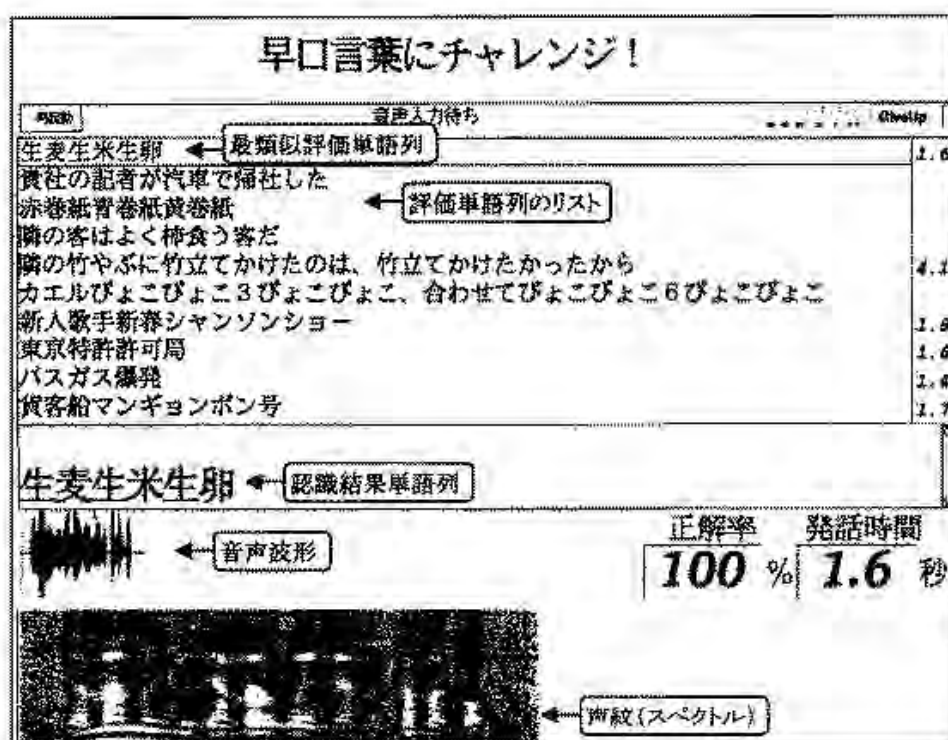 早口言葉にチャレンジ！
音声入力待ち GiveUp
生麦生米生卵 最類似評価単語列 1.6
貴社の記者が汽車で帰社した
赤巻紙青巻紙黄巻紙 評価単語列のリスト
隣の客はよく柿食う客だ
隣の竹やぶに竹立てかけたのは、竹立てかけたかったから 4.1
カエルぴょこぴょこ3ぴょこぴょこ、合わせてぴょこぴょこ6ぴょこぴょこ
新人歌手新春シャンソンショー
東京特許許可局 1.6
バスガス爆発
貨客船マンギョンボン号
生麦生米生卵 認識結果単語列
音声波形
正解率 発話時間
100 % 1.6 秒
声紋(スペクトル)